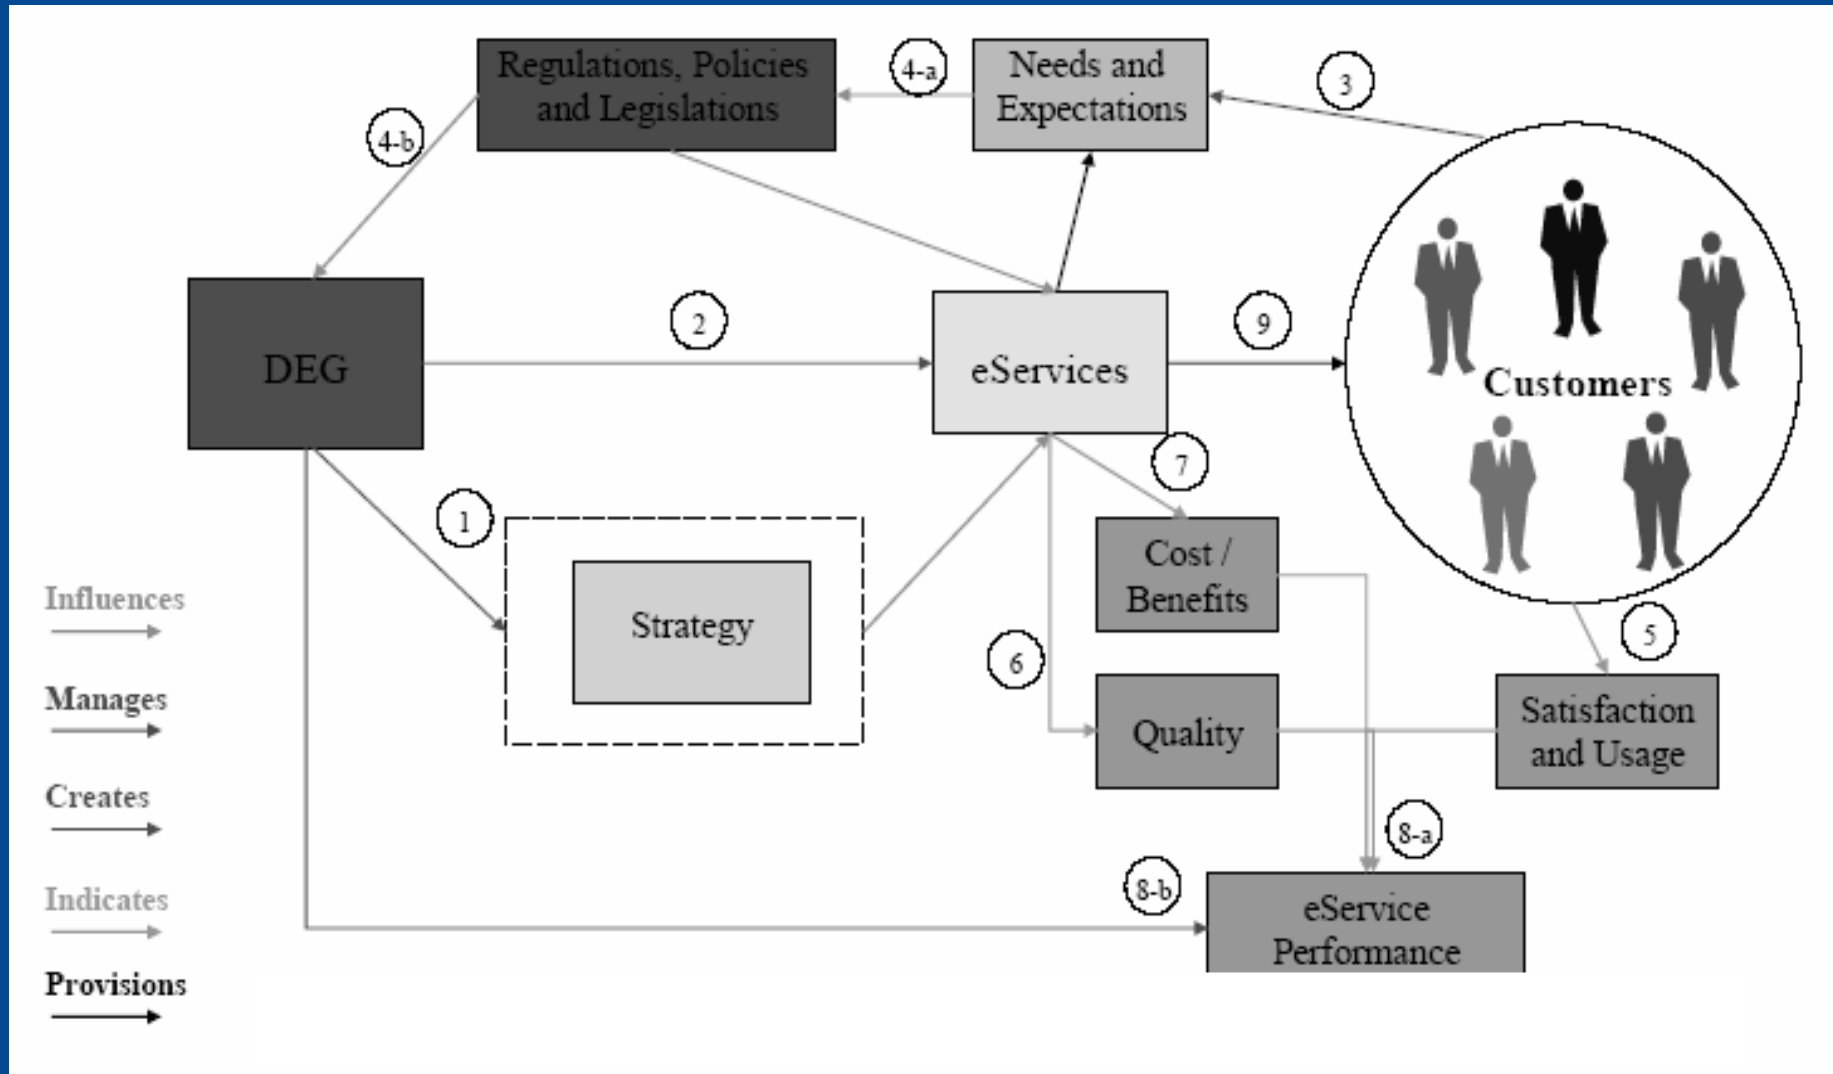 Regulations, Policies
and Legislations
4-a
Needs and
Expectations
3
4-b
DEG
2
eServices
9
Customers
7
1
Strategy
Cost /
Benefits
6
5
Quality
Satisfaction
and Usage
8-a
8-b
eService
Performance
Influences
Manages
Creates
Indicates
Provisions